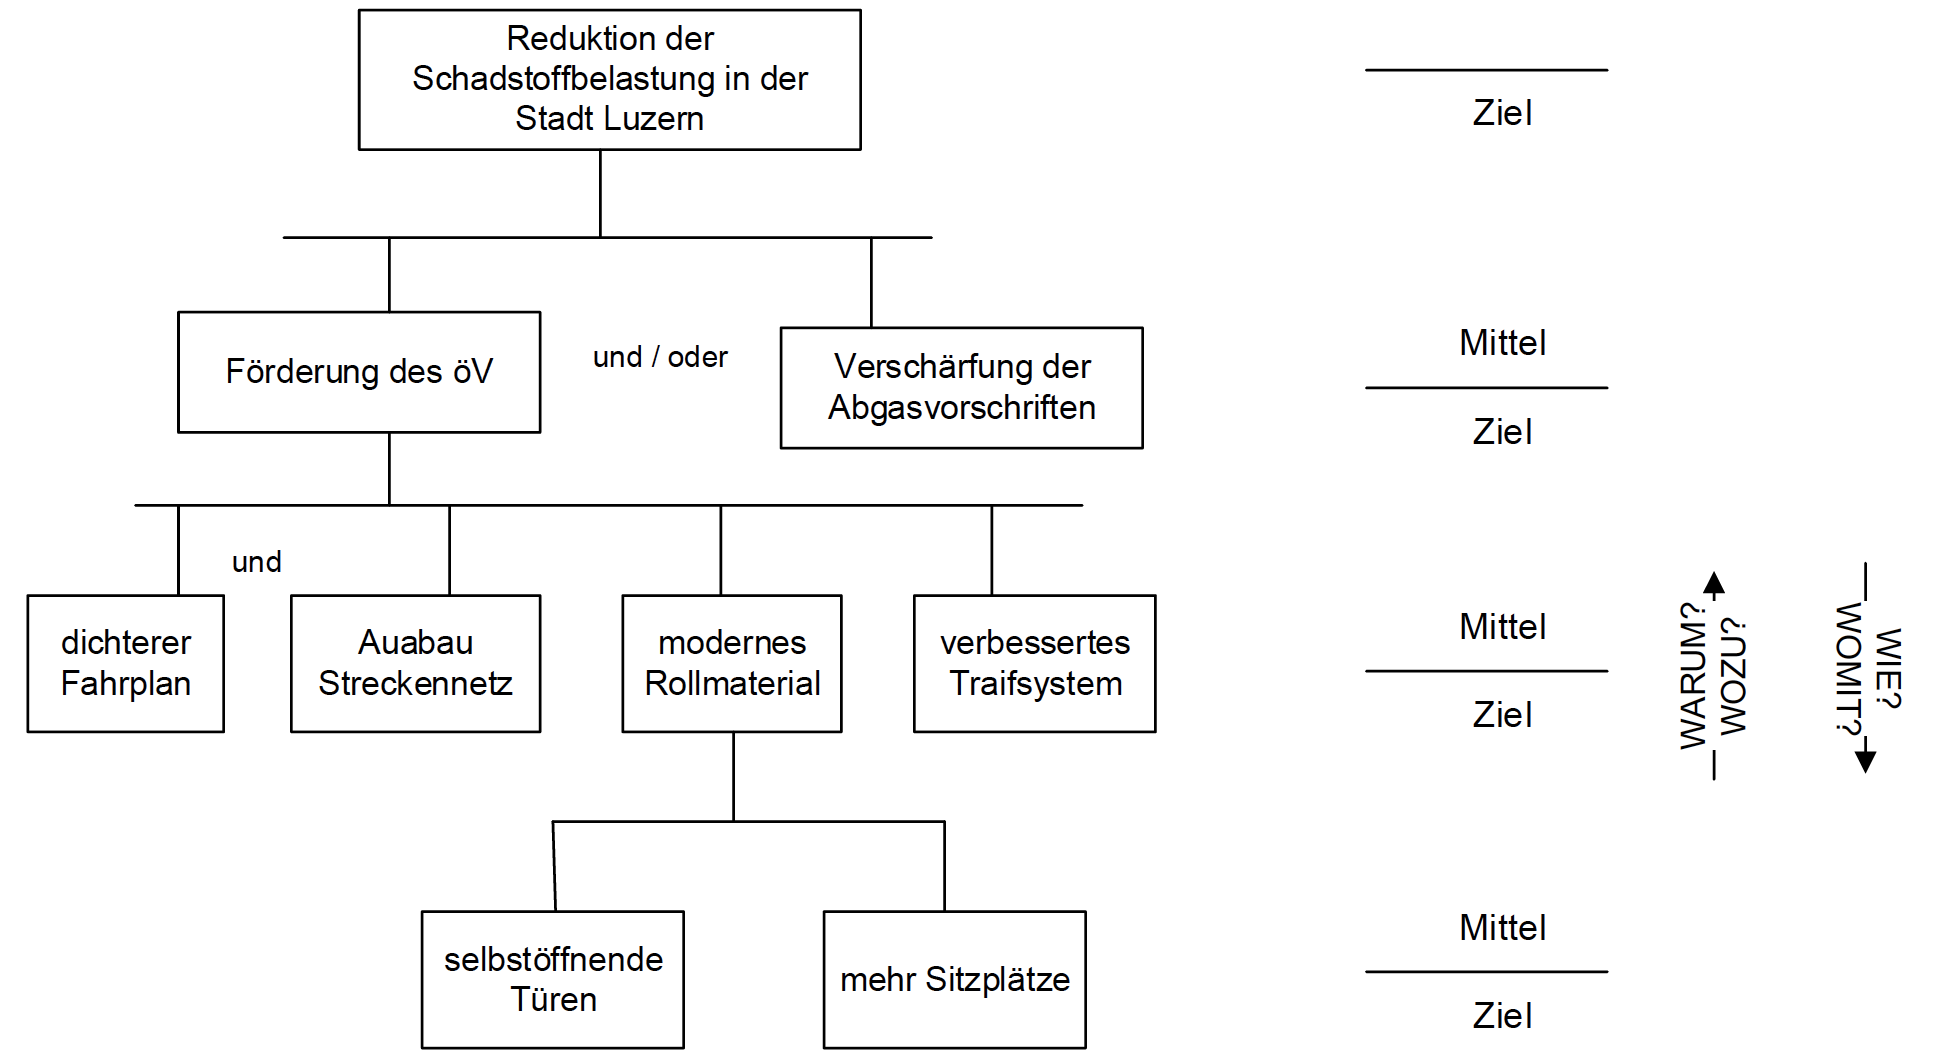 Reduktion der
Schadstoffbelastung in der
Stadt Luzern
Ziel
Förderung des öV
und / oder
Verschärfung der
Abgasvorschriften
Mittel
Ziel
und
dichterer
Fahrplan
Auabau
Streckennetz
modernes
Rollmaterial
verbessertes
Traifsystem
Mittel
Ziel
WARUM?
WOZU?
WOMIT?
WIE?
selbstöffnende
Türen
mehr Sitzplätze
Mittel
Ziel